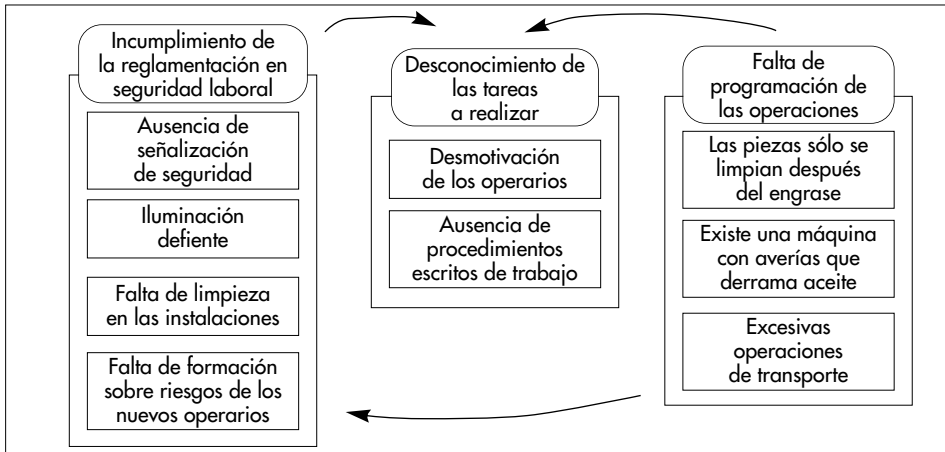 Incumplimiento de
la reglamentación en
seguridad laboral
Ausencia de
señalización
de seguridad
Iluminación
defiente
Falta de limpieza
en las instalaciones
Falta de formación
sobre riesgos de los
nuevos operarios
Desconocimiento de
las tareas
a realizar
Desmotivación
de los operarios
Ausencia de
procedimientos
escritos de trabajo
Falta de
programación de
las operaciones
Las piezas sólo se
limpian después
del engrase
Existe una máquina
con averías que
derrama aceite
Excesivas
operaciones
de transporte